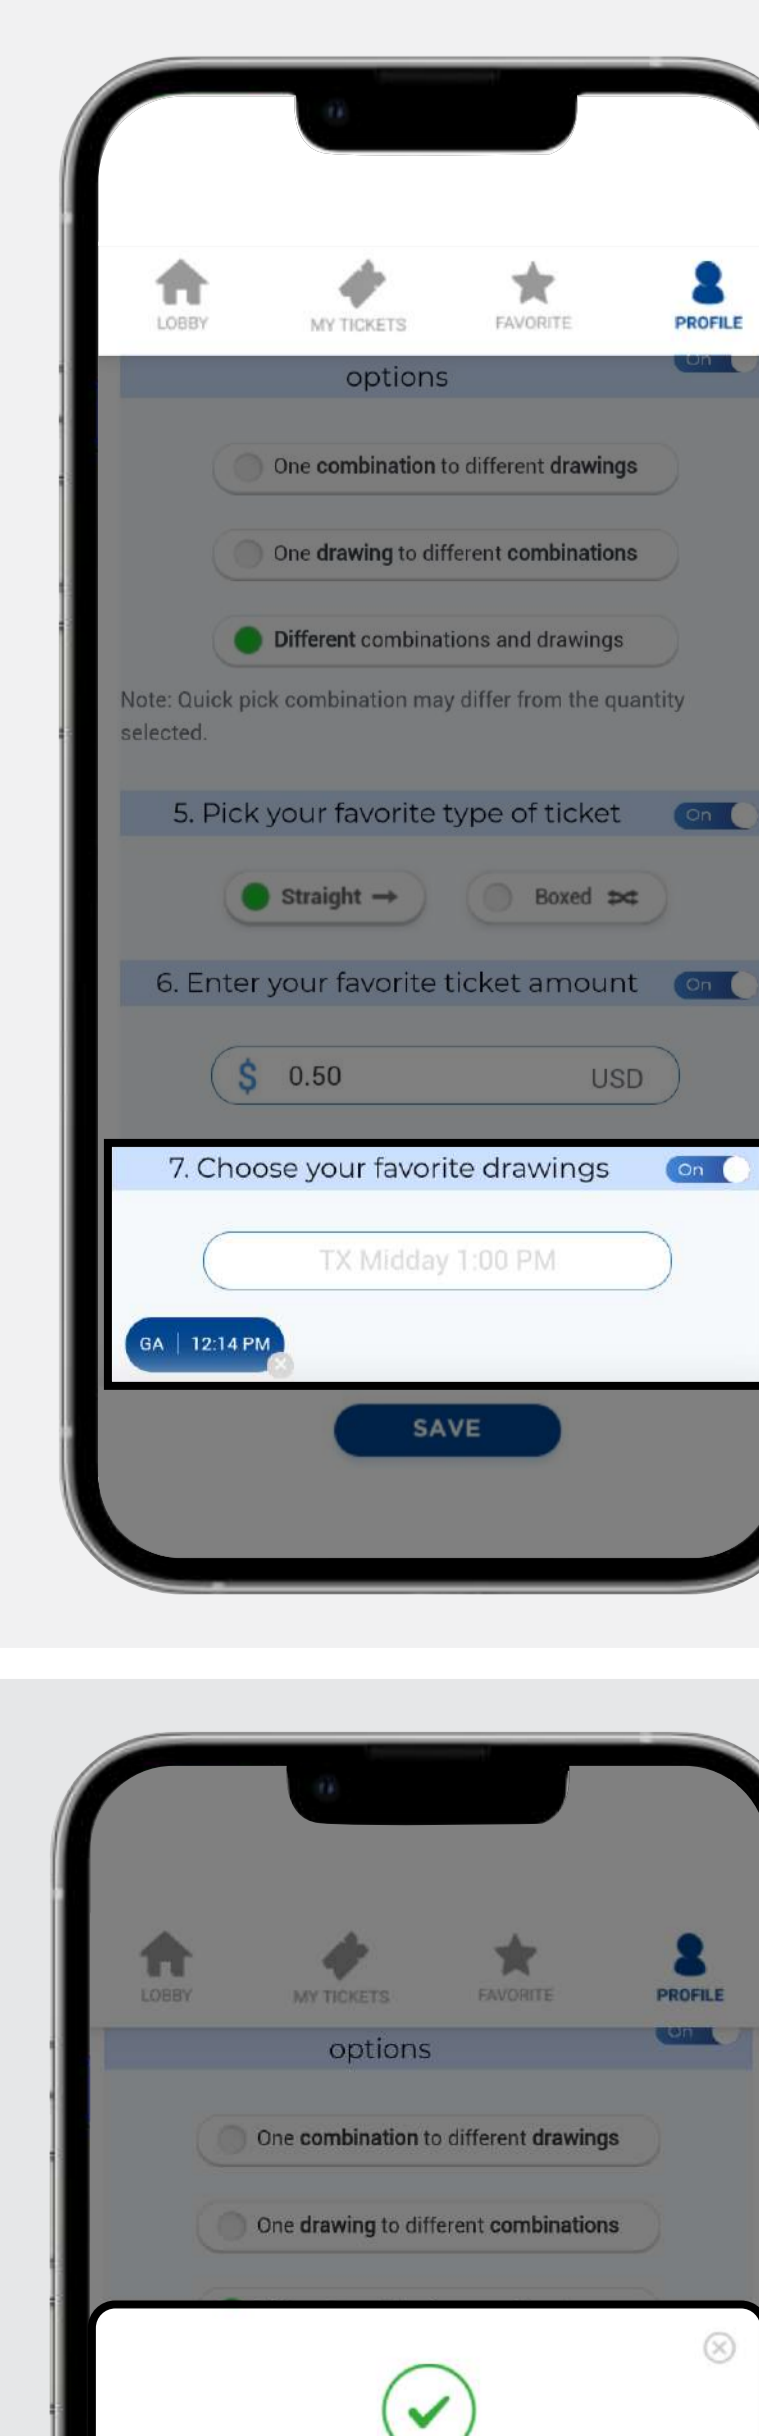 LOBBY MY TICKETS FAVORITE PROFILE
options On
One combination to different drawings
One drawing to different combinations
Different combinations and drawings
Note: Quick pick combination may differ from the quantity
selected.
5. Pick your favorite type of ticket On
Straight → Boxed
6. Enter your favorite ticket amount On
$ 0.50 USD
7. Choose your favorite drawings On
TX Midday 1:00 PM
GA | 12:14 PM
SAVE
LOBBY MY TICKETS FAVORITE PROFILE
options On
One combination to different drawings
One drawing to different combinations